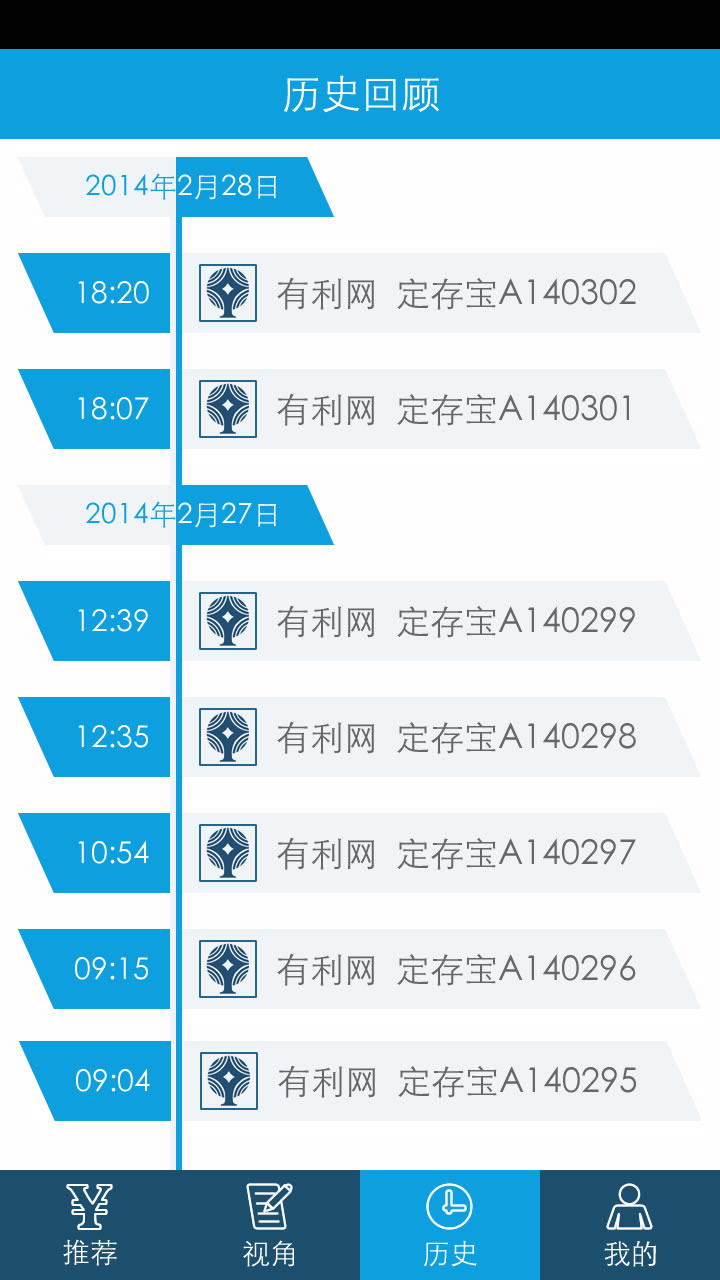 历史回顾
2014年2月28日
18:20 有利网 定存宝A140302
18:07 有利网 定存宝A140301
2014年2月27日
12:39 有利网 定存宝A140299
12:35 有利网 定存宝A140298
10:54 有利网 定存宝A140297
09:15 有利网 定存宝A140296
09:04 有利网 定存宝A140295
推荐 视角 历史 我的